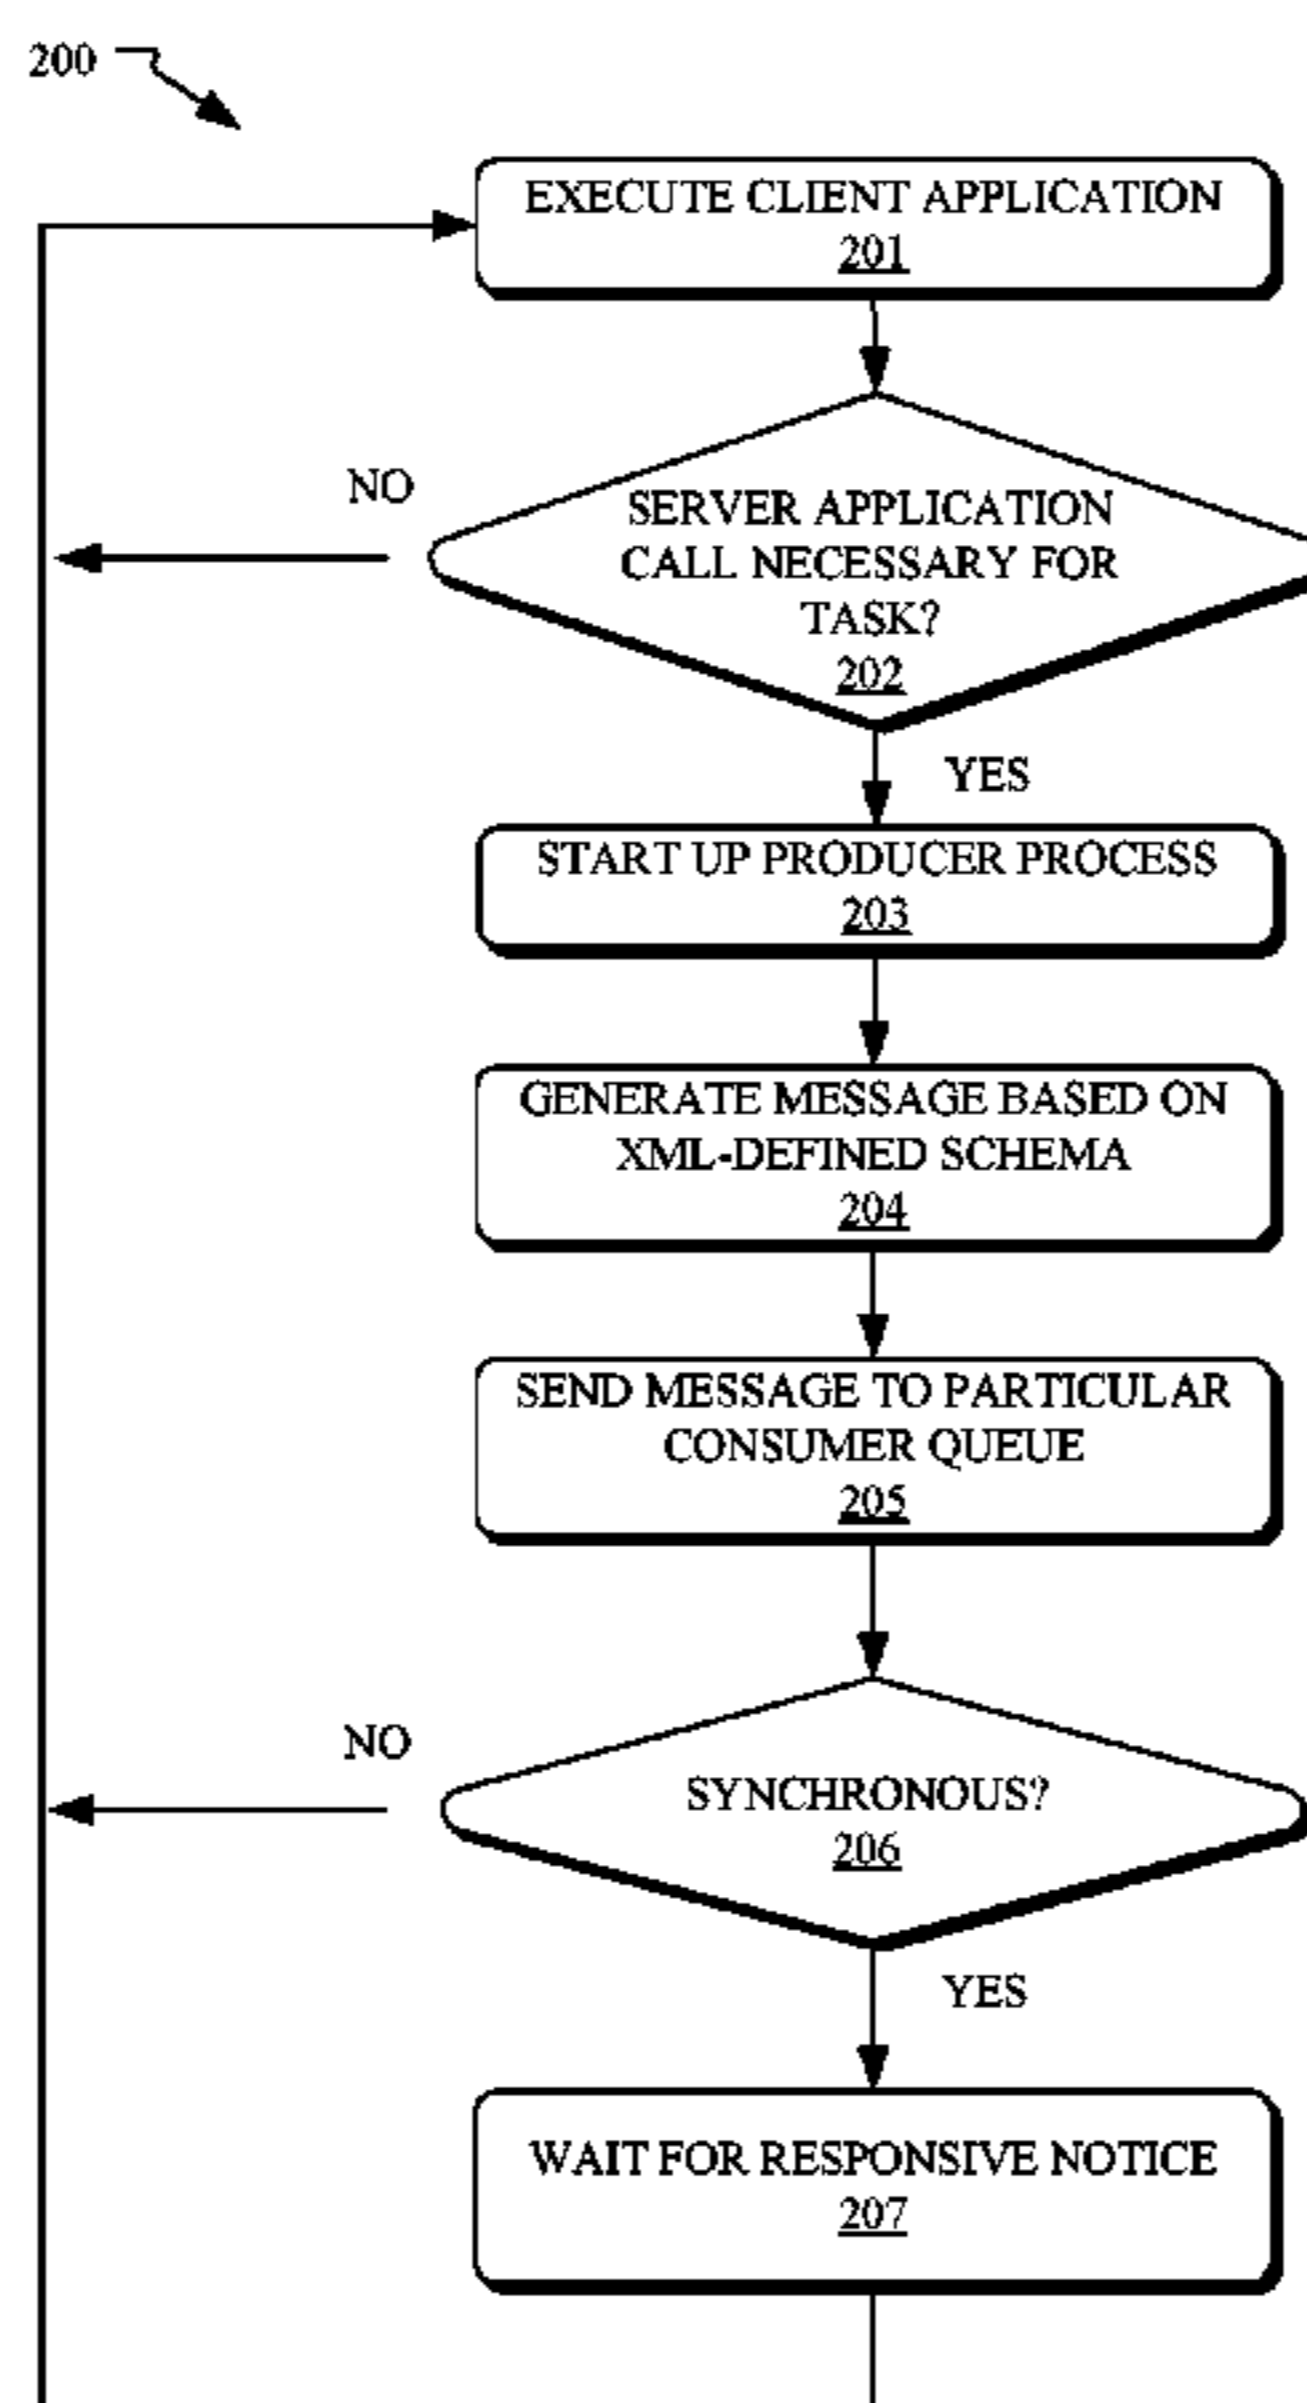 200
EXECUTE CLIENT APPLICATION
201
NO
SERVER APPLICATION
CALL NECESSARY FOR
TASK?
202
YES
START UP PRODUCER PROCESS
203
GENERATE MESSAGE BASED ON
XML-DEFINED SCHEMA
204
SEND MESSAGE TO PARTICULAR
CONSUMER QUEUE
205
NO
SYNCHRONOUS?
206
YES
WAIT FOR RESPONSIVE NOTICE
207